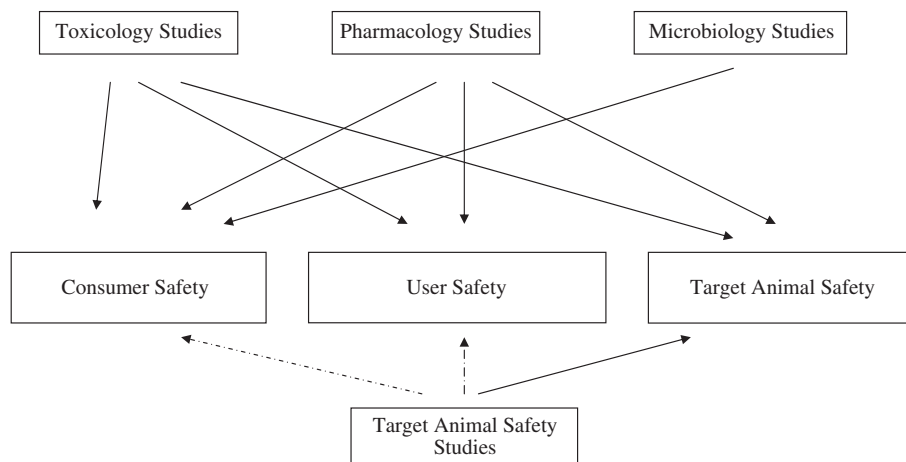 Toxicology Studies
Pharmacology Studies
Microbiology Studies
Consumer Safety
User Safety
Target Animal Safety
Target Animal Safety
Studies